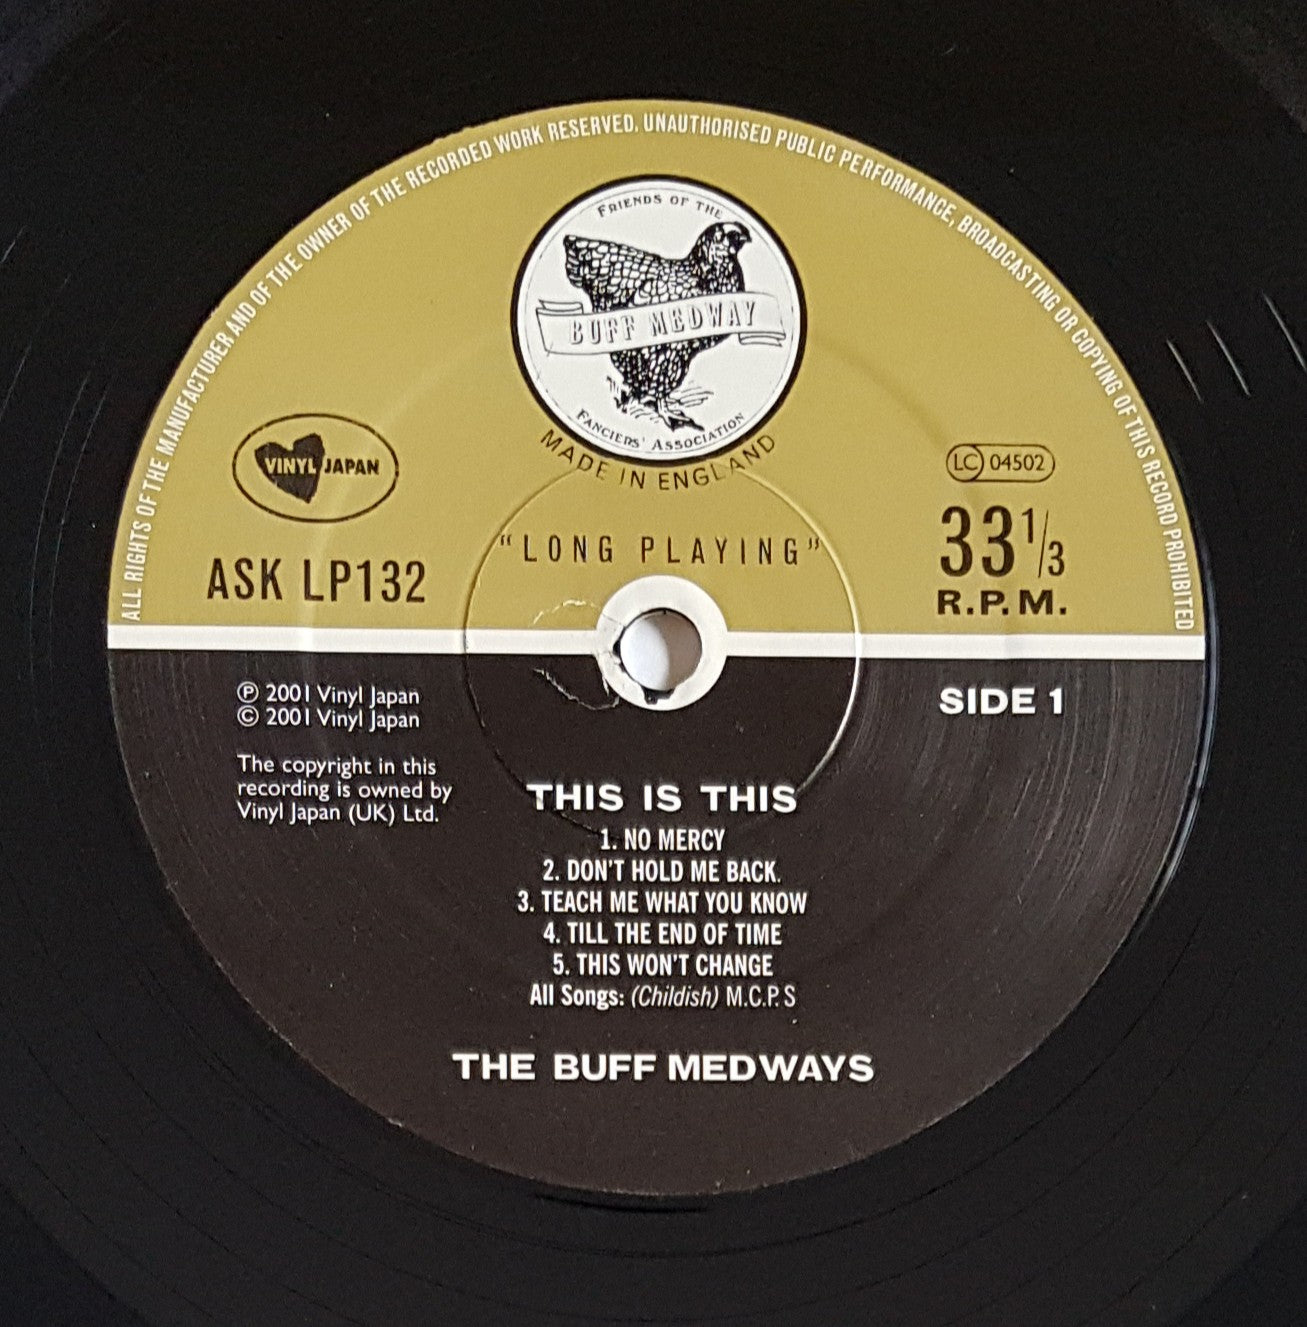 ALL RIGHTS OF THE MANUFACTURER AND OF THE OWNER OF THE RECORDED WORK RESERVED. UNAUTHORISED PUBLIC PERFORMANCE, BROADCASTING OR COPYING OF THIS RECORD PROHIBITED
FRIENDS OF THE
BUFF MEDWAY
FANCIERS' ASSOCIATION
MADE IN ENGLAND
VINYL JAPAN
LC 04502
"LONG PLAYING"
ASK LP132
33 1/3
R.P.M.
℗ 2001 Vinyl Japan
© 2001 Vinyl Japan
SIDE 1
The copyright in this
recording is owned by
Vinyl Japan (UK) Ltd.
THIS IS THIS
1. NO MERCY
2. DON'T HOLD ME BACK.
3. TEACH ME WHAT YOU KNOW
4. TILL THE END OF TIME
5. THIS WON'T CHANGE
All Songs: (Childish) M.C.P.S
THE BUFF MEDWAYS